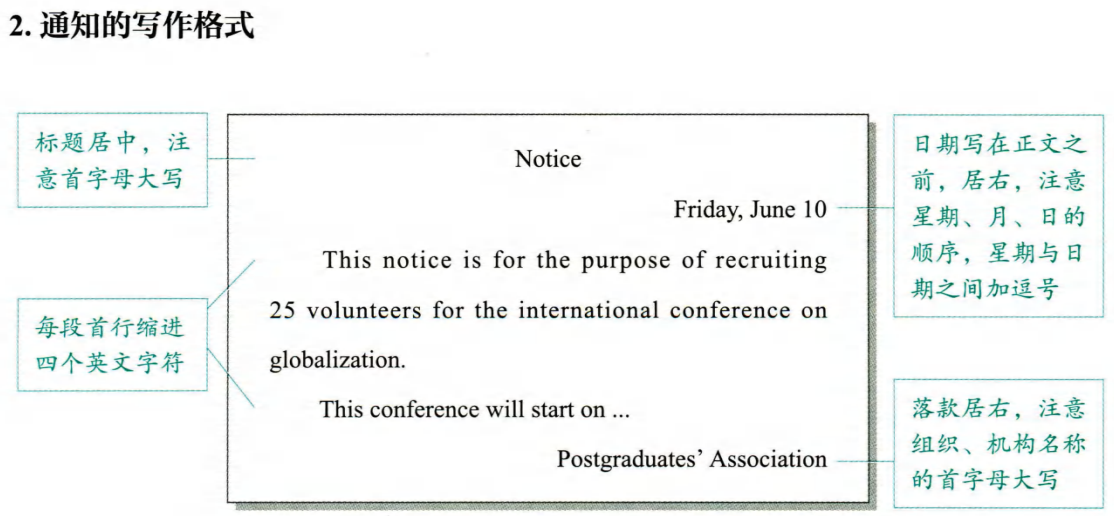 2. 通知的写作格式
标题居中，注
意首字母大写
Notice
Friday, June 10
日期写在正文之
前，居右，注意
星期、月、日的
顺序，星期与日
期之间加逗号
This notice is for the purpose of recruiting
25 volunteers for the international conference on
globalization.
每段首行缩进
四个英文字符
This conference will start on ...
Postgraduates’ Association
落款居右，注意
组织、机构名称
的首字母大写